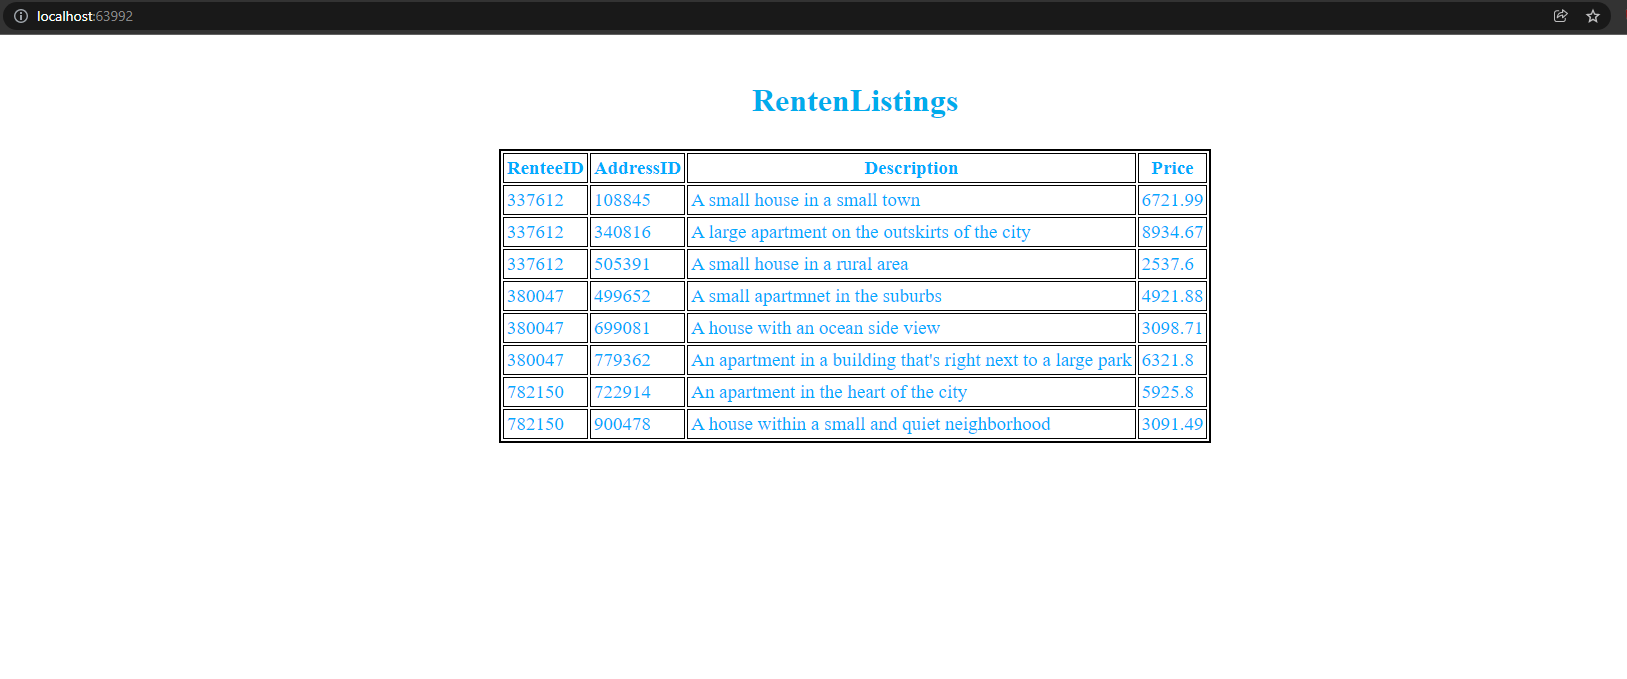 localhost:63992
RentenListings
RenteeID AddressID Description Price
337612 108845 A small house in a small town 6721.99
337612 340816 A large apartment on the outskirts of the city 8934.67
337612 505391 A small house in a rural area 2537.6
380047 499652 A small apartmnet in the suburbs 4921.88
380047 699081 A house with an ocean side view 3098.71
380047 779362 An apartment in a building that's right next to a large park 6321.8
782150 722914 An apartment in the heart of the city 5925.8
782150 900478 A house within a small and quiet neighborhood 3091.49